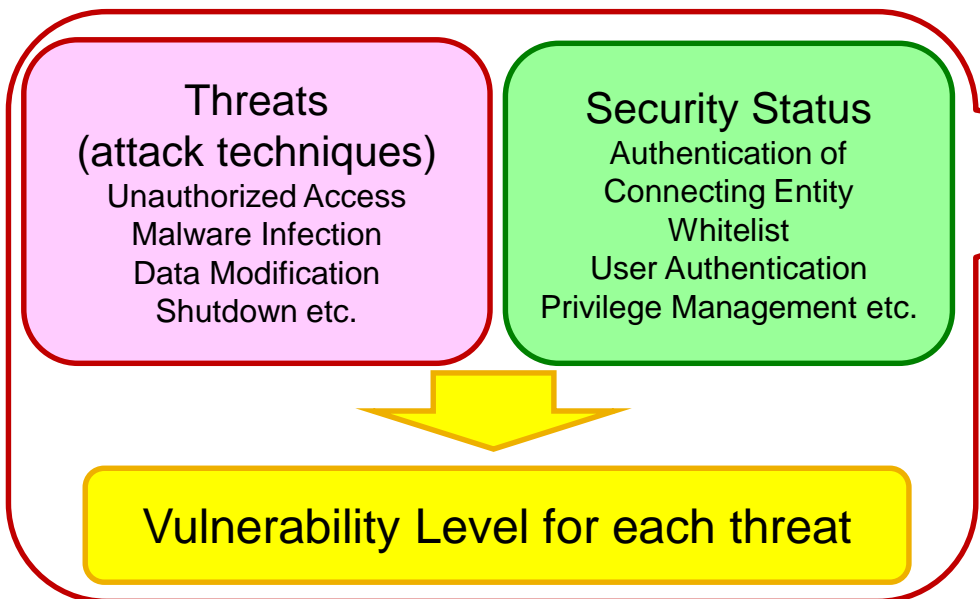 Threats
(attack techniques)
Unauthorized Access
Malware Infection
Data Modification
Shutdown etc.
Security Status
Authentication of
Connecting Entity
Whitelist
User Authentication
Privilege Management etc.
Vulnerability Level for each threat